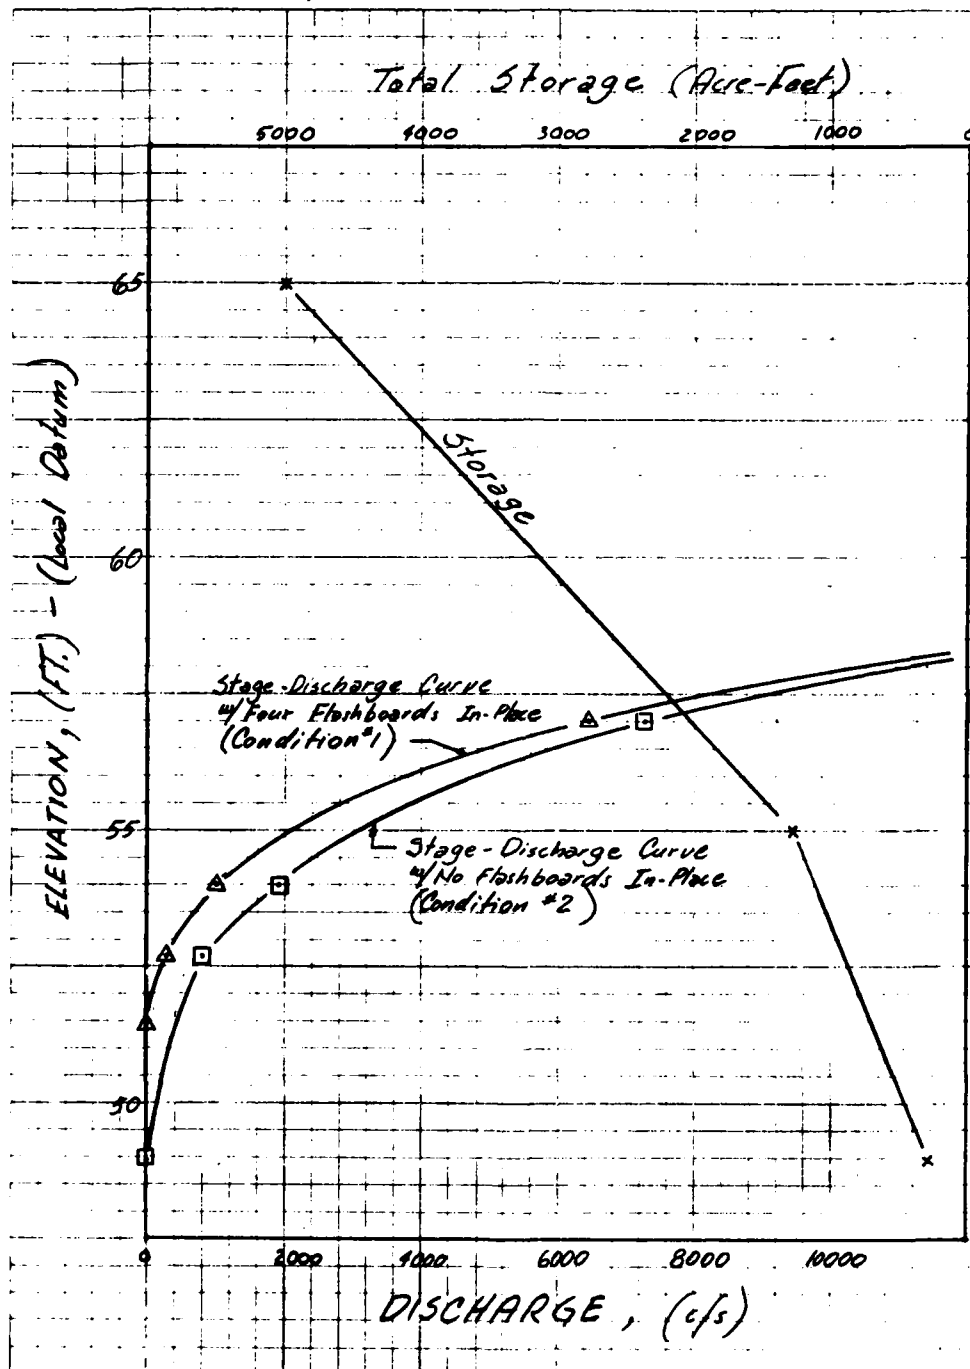 Total Storage (Acre-Feet)
5000 4000 3000 2000 1000 0
65
60
55
50
ELEVATION, (FT.) - (Local Datum)
Storage
Stage-Discharge Curve
w/ Four Flashboards In-Place
(Condition #1)
Stage-Discharge Curve
w/ No Flashboards In-Place
(Condition #2)
0 2000 4000 6000 8000 10000
DISCHARGE, (cfs)